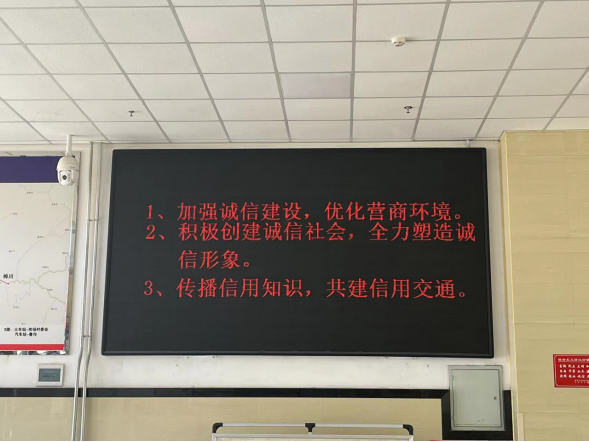 1、加强诚信建设，优化营商环境。
2、积极创建诚信社会，全力塑造诚
信形象。
3、传播信用知识，共建信用交通。